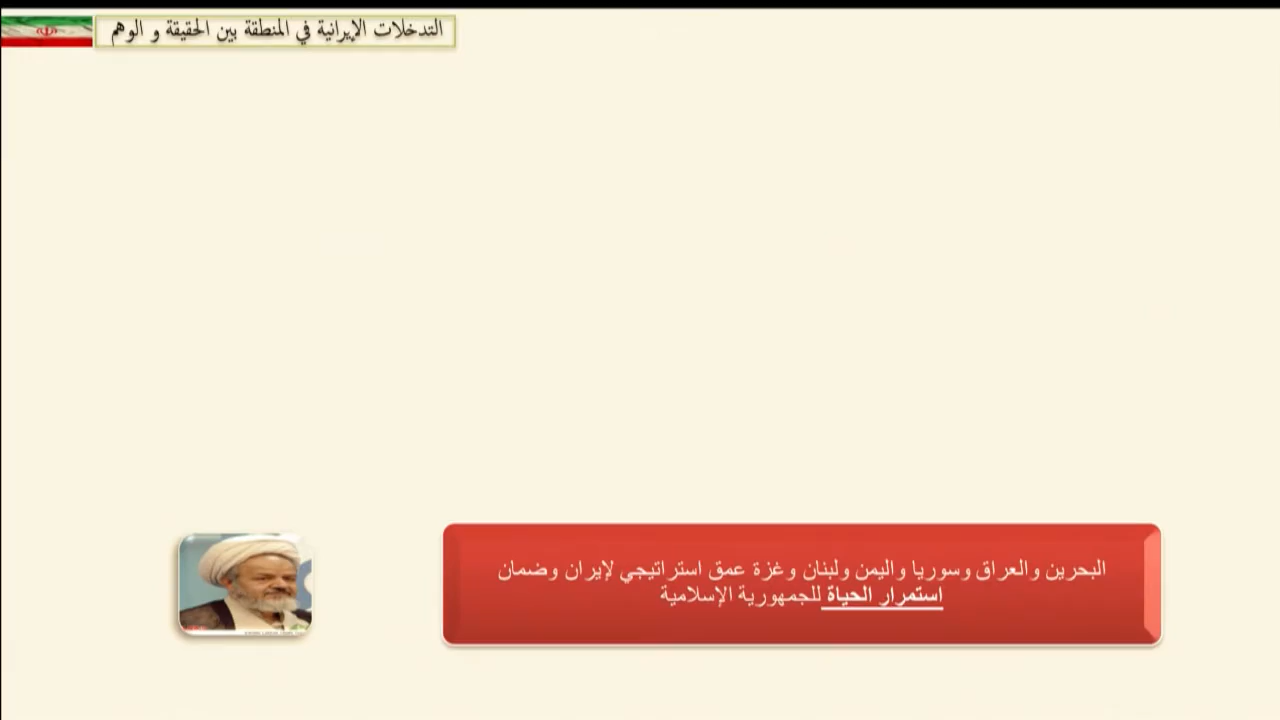 التدخلات الإيرانية في المنطقة بين الحقيقة و الوهم
البحرين والعراق وسوريا واليمن ولبنان وغزة عمق استراتيجي لإيران وضمان
استمرار الحياة للجمهورية الإسلامية